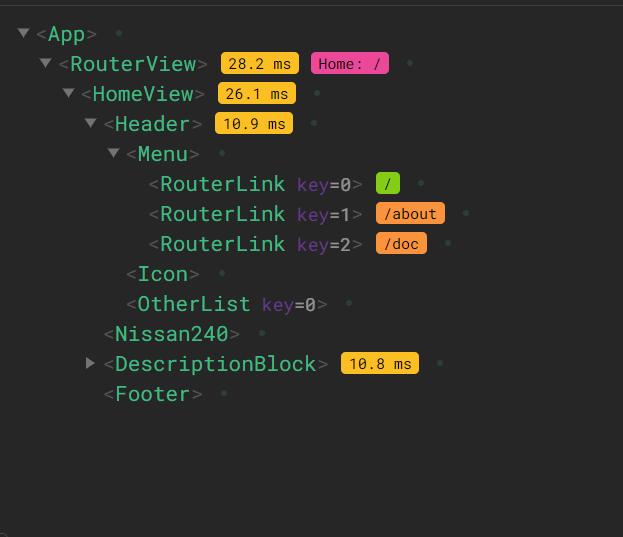 <App>
<RouterView> 28.2 ms Home: /
<HomeView> 26.1 ms
<Header> 10.9 ms
<Menu>
<RouterLink key=0> /
<RouterLink key=1> /about
<RouterLink key=2> /doc
<Icon>
<OtherList key=0>
<Nissan240>
<DescriptionBlock> 10.8 ms
<Footer>